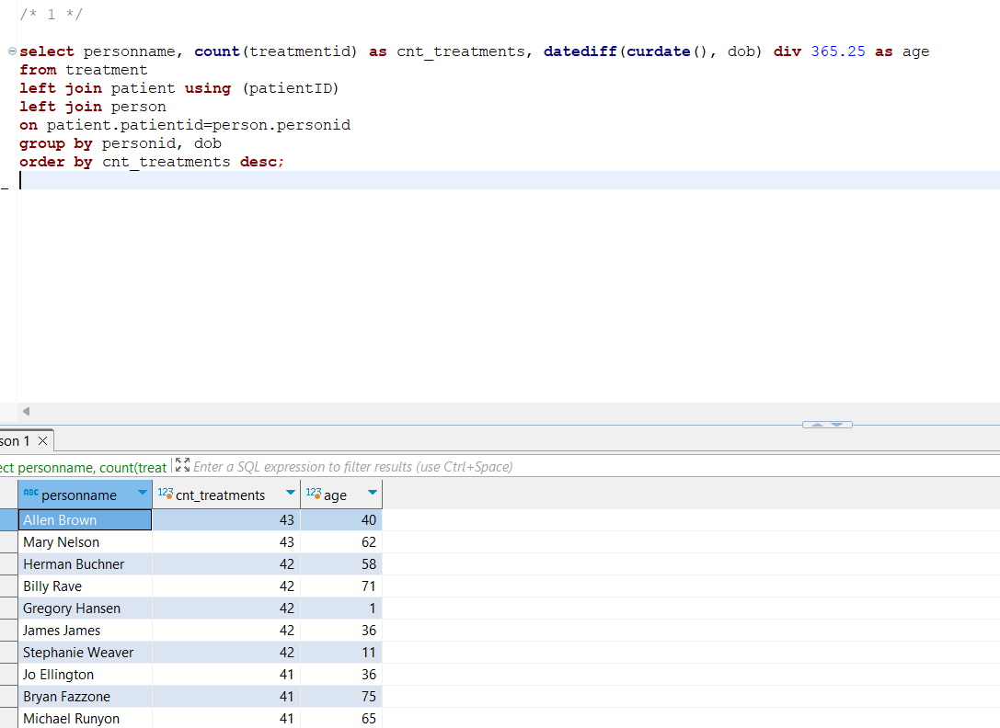 /* 1 */
select personname, count(treatmentid) as cnt_treatments, datediff(curdate(), dob) div 365.25 as age
from treatment
left join patient using (patientID)
left join person
on patient.patientid=person.personid
group by personid, dob
order by cnt_treatments desc;
son 1
ect personname, count(treat Enter a SQL expression to filter results (use Ctrl+Space)
ABC personname 123 cnt_treatments 123 age
Allen Brown 43 40
Mary Nelson 43 62
Herman Buchner 42 58
Billy Rave 42 71
Gregory Hansen 42 1
James James 42 36
Stephanie Weaver 42 11
Jo Ellington 41 36
Bryan Fazzone 41 75
Michael Runyon 41 65